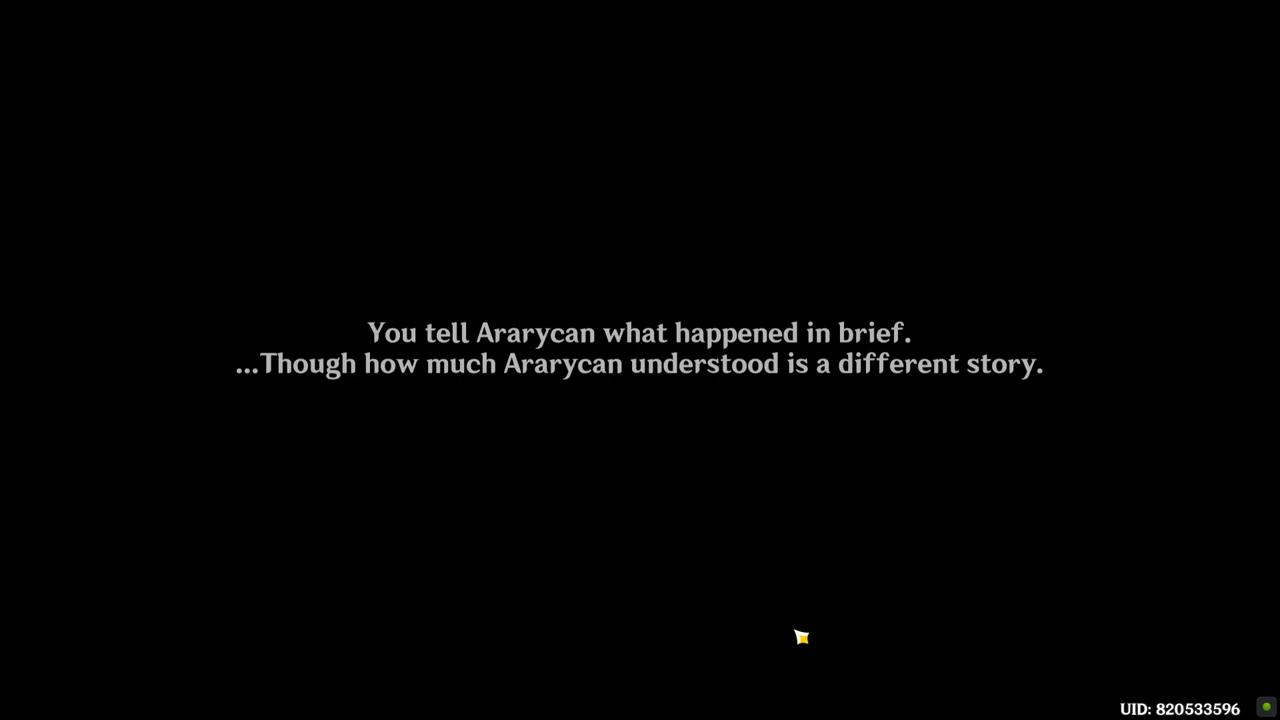 You tell Ararycan what happened in brief.
...Though how much Ararycan understood is a different story.
UID: 820533596